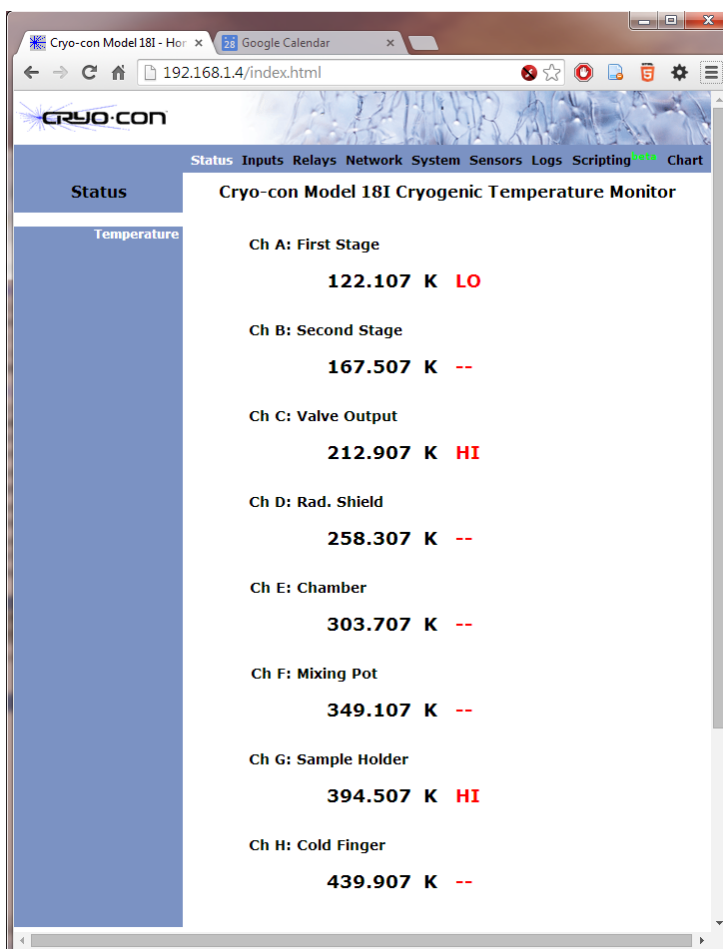 Cryo-con Model 18I - Hor
28 Google Calendar
192.168.1.4/index.html
cryo·con
Status Inputs Relays Network System Sensors Logs Scripting beta Chart
Status
Cryo-con Model 18I Cryogenic Temperature Monitor
Temperature
Ch A: First Stage
122.107 K LO
Ch B: Second Stage
167.507 K --
Ch C: Valve Output
212.907 K HI
Ch D: Rad. Shield
258.307 K --
Ch E: Chamber
303.707 K --
Ch F: Mixing Pot
349.107 K --
Ch G: Sample Holder
394.507 K HI
Ch H: Cold Finger
439.907 K --